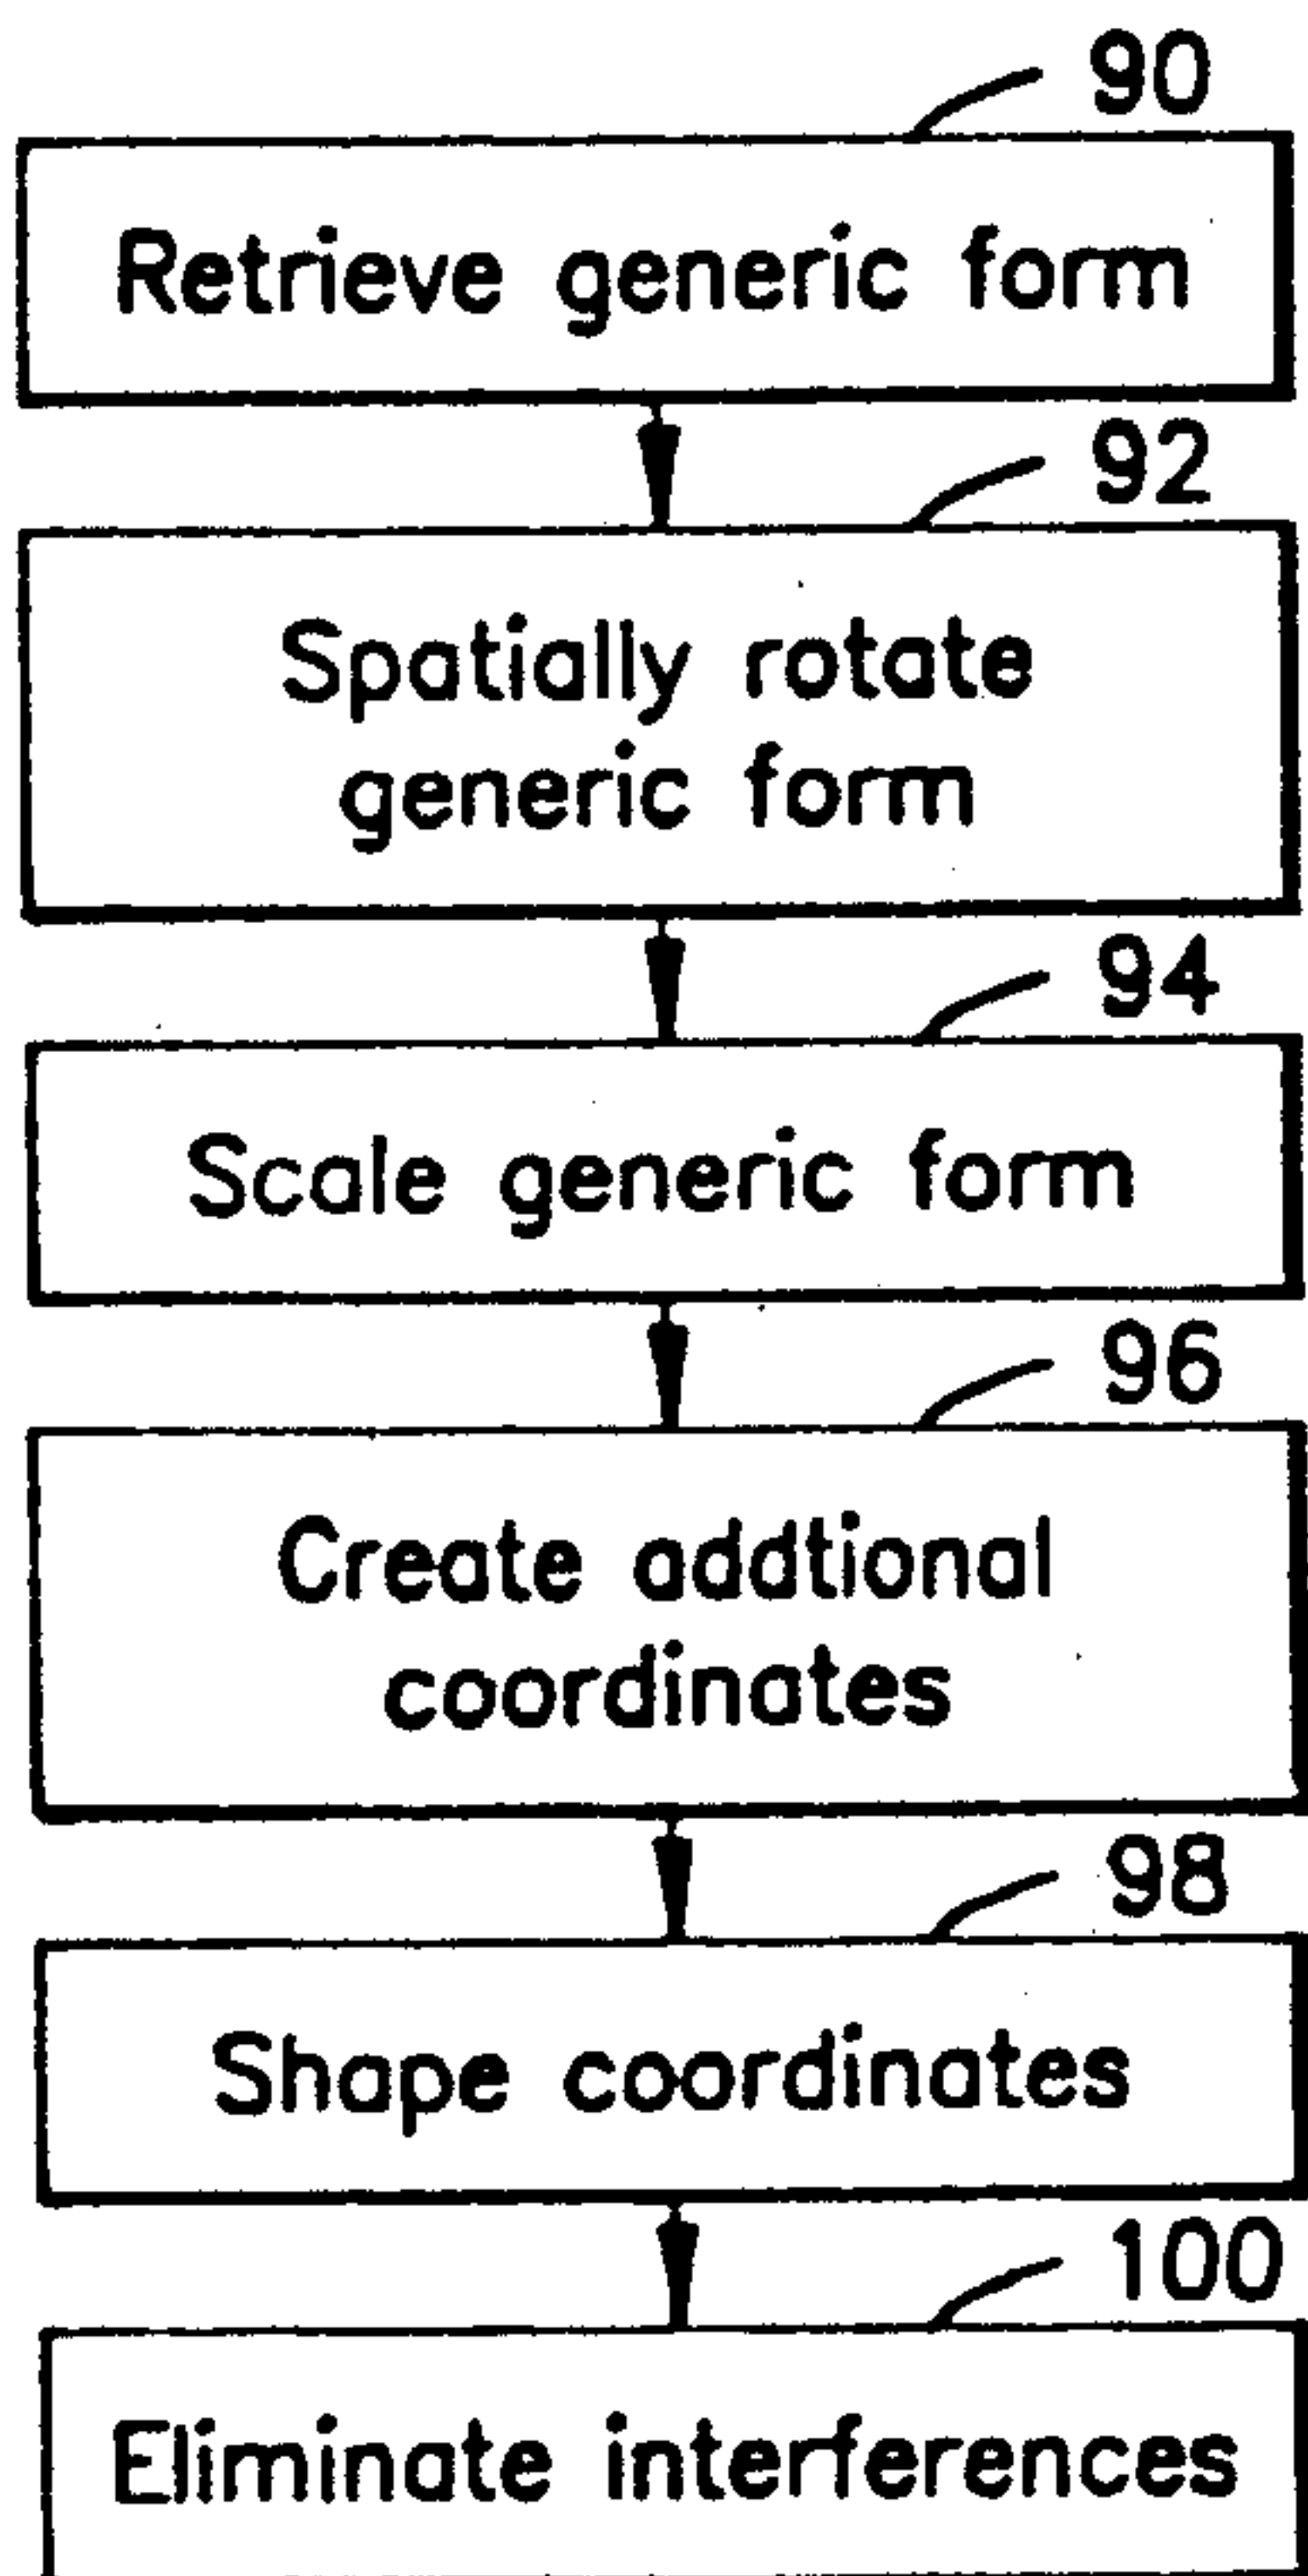 90
Retrieve generic form
92
Spatially rotate
generic form
94
Scale generic form
96
Create addtional
coordinates
98
Shape coordinates
100
Eliminate interferences